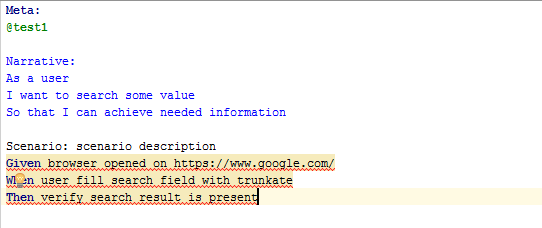 Meta:
@test1
Narrative:
As a user
I want to search some value
So that I can achieve needed information
Scenario: scenario description
Given browser opened on https://www.google.com/
When user fill search field with trunkate
Then verify search result is present